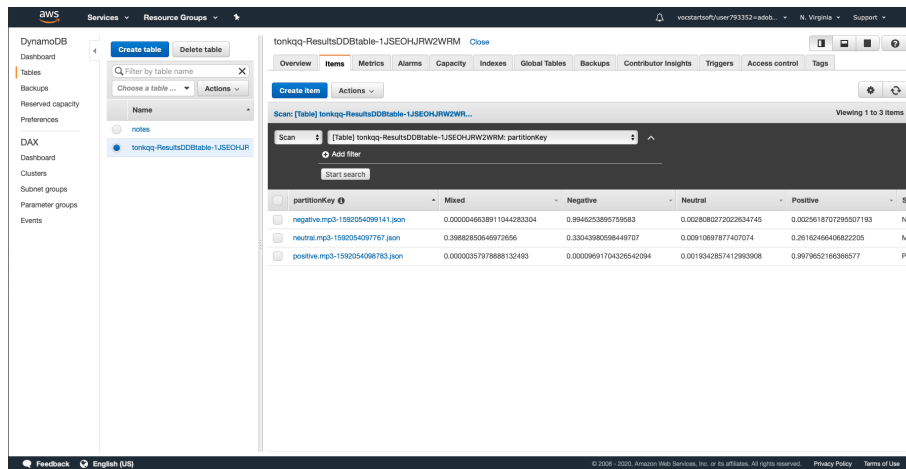 aws Services Resource Groups vocstartsoft/user793352=adob... N. Virginia Support
DynamoDB
Dashboard
Tables
Backups
Reserved capacity
Preferences
DAX
Dashboard
Clusters
Subnet groups
Parameter groups
Events
Create table Delete table
Filter by table name
Choose a table ... Actions
Name
notes
tonkqq-ResultsDDBtable-1JSEOHJR
tonkqq-ResultsDDBtable-1JSEOHJRW2WRM Close
Overview Items Metrics Alarms Capacity Indexes Global Tables Backups Contributor Insights Triggers Access control Tags
Create item Actions
Scan: [Table] tonkqq-ResultsDDBtable-1JSEOHJRW2WR... Viewing 1 to 3 items
Scan [Table] tonkqq-ResultsDDBtable-1JSEOHJRW2WRM: partitionKey
Add filter
Start search
partitionKey Mixed Negative Neutral Positive S
negative.mp3-1592054099141.json 0.0000046638911044283304 0.9946253895759583 0.0028080272022634745 0.0025618707295507193 N
neutral.mp3-1592054097767.json 0.39882850646972656 0.33043980598449707 0.00910697877407074 0.26162466406822205 M
positive.mp3-1592054098783.json 0.00000357978888132493 0.00009691704326542094 0.0019342857412993908 0.9979652166366577 P
Feedback English (US) © 2008 - 2020, Amazon Web Services, Inc. or its affiliates. All rights reserved. Privacy Policy Terms of Use